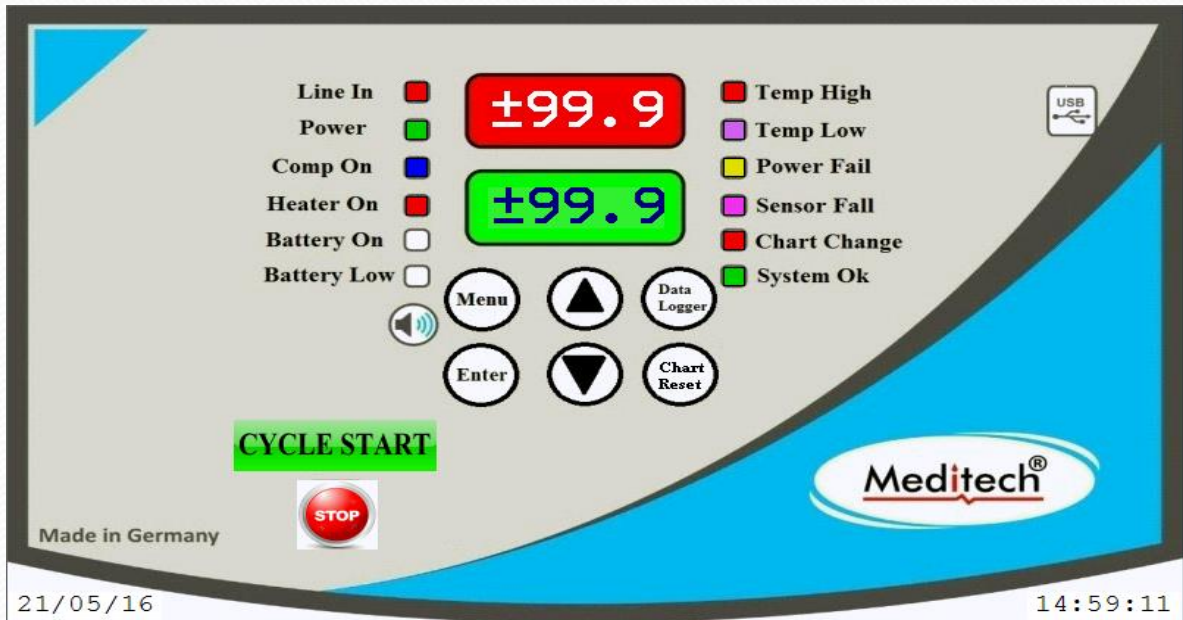 Line In
Power
Comp On
Heater On
Battery On
Battery Low
±99.9
±99.9
Temp High
Temp Low
Power Fail
Sensor Fall
Chart Change
System Ok
USB
Menu
Data
Logger
Enter
Chart
Reset
CYCLE START
STOP
Meditech®
Made in Germany
21/05/16
14:59:11